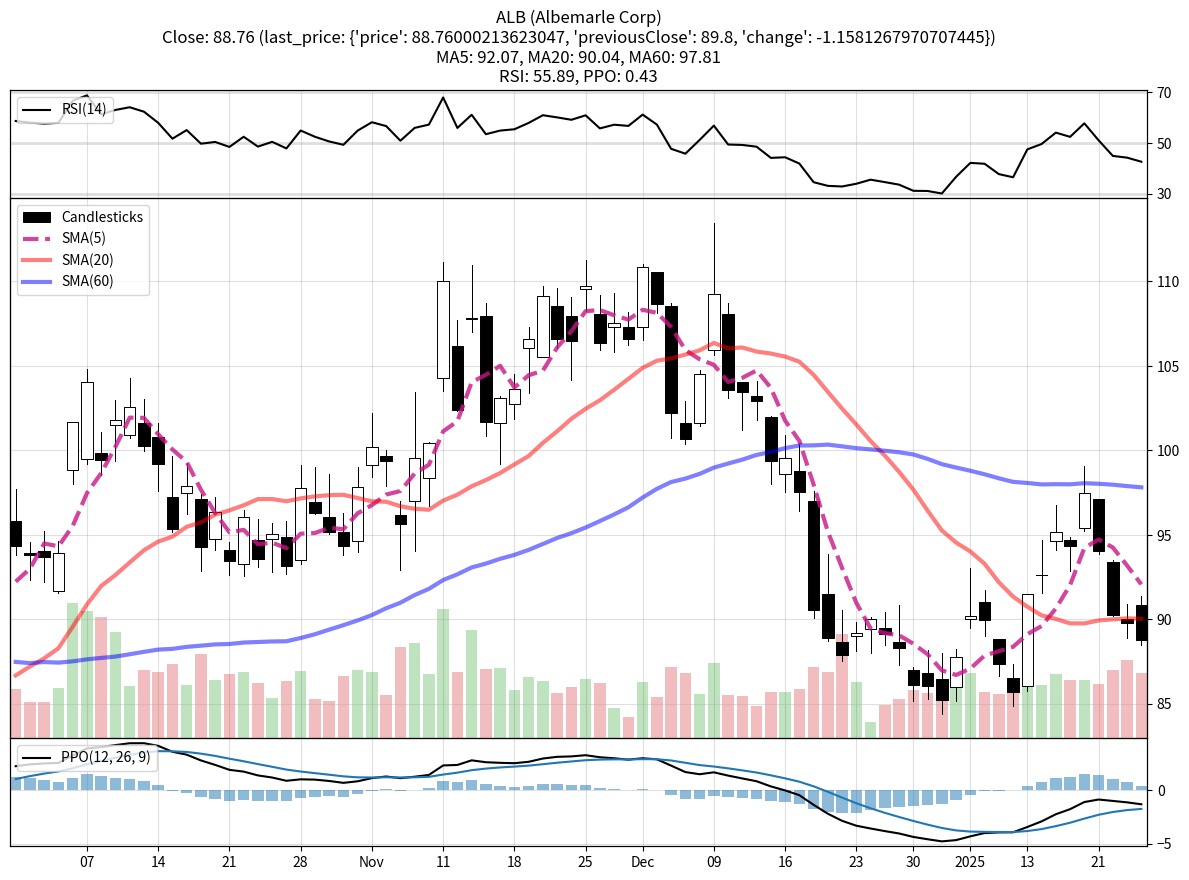 ALB (Albemarle Corp)
Close: 88.76 (last_price: {'price': 88.76000213623047, 'previousClose': 89.8, 'change': -1.1581267970707445})
MA5: 92.07, MA20: 90.04, MA60: 97.81
RSI: 55.89, PPO: 0.43
RSI(14)
70
50
30
Candlesticks
SMA(5)
SMA(20)
SMA(60)
110
105
100
95
90
85
PPO(12, 26, 9)
0
−5
07 14 21 28 Nov 11 18 25 Dec 09 16 23 30 2025 13 21